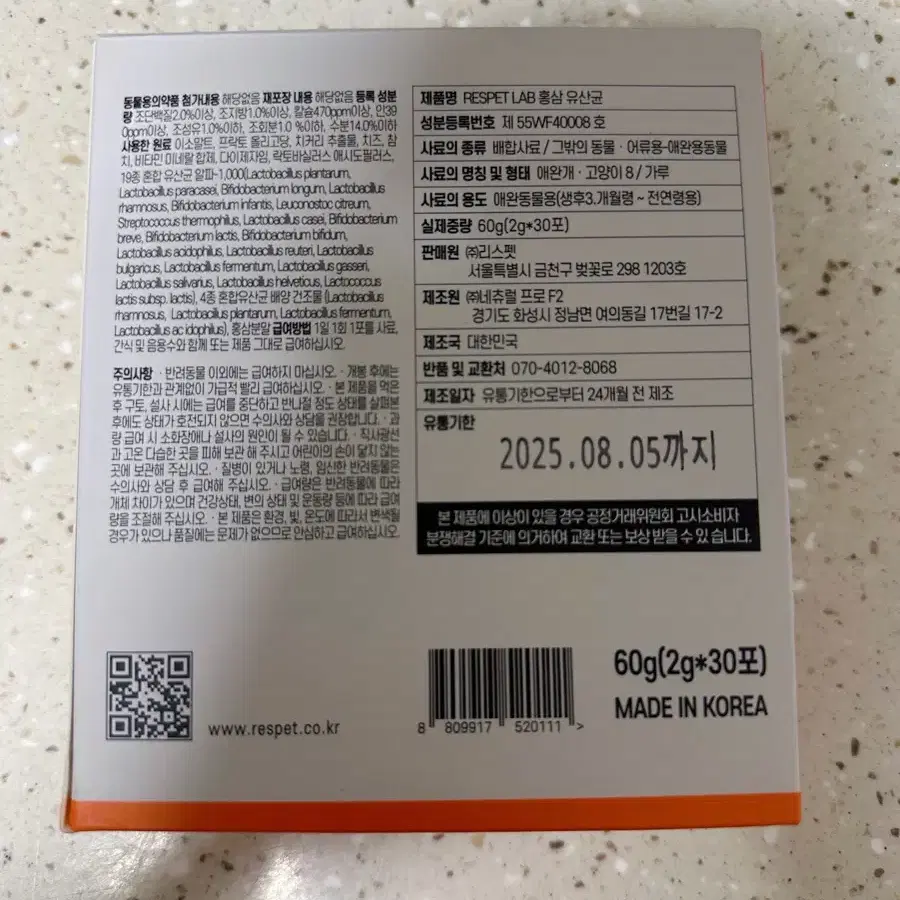 동물용의약품 첨가내용 해당없음 재포장 내용 해당없음 등록 성분
량 조단백질2.0%이상, 조지방1.0%이상, 칼슘470ppm이상, 인39
0ppm이상, 조섬유1.0%이하, 조회분1.0 %이하, 수분14.0%이하
사용한 원료 이소말트, 프락토 올리고당, 치커리 추출물, 치즈, 참
치, 비타민 미네랄 합제, 다이제자임, 락토바실러스 애시도필러스,
19종 혼합 유산균 알파-1,000(Lactobacillus plantarum,
Lactobacillus paracasei, Bifidobacterium longum, Lactobacillus
rhamnosus, Bifidobacterium infantis, Leuconostoc citreum,
Streptococcus thermophilus, Lactobacillus casei, Bifidobacterium
breve, Bifidobacterium lactis, Bifidobacterium bifidum,
Lactobacillus acidophilus, Lactobacillus reuteri, Lactobacillus
bulgaricus, Lactobacillus fermentum, Lactobacillus gasseri,
Lactobacillus salivarius, Lactobacillus helveticus, Lactococcus
lactis subsp. lactis), 4종 혼합유산균 배양 건조물 (Lactobacillus
rhamnosus, Lactobacillus plantarum, Lactobacillus fermentum,
Lactobacillus ac idophilus), 홍삼분말 급여방법 1일 1회 1포를 사료,
간식 및 음용수와 함께 또는 제품 그대로 급여하십시오.
주의사항 · 반려동물 이외에는 급여하지 마십시오. · 개봉 후에는
유통기한과 관계없이 가급적 빨리 급여하십시오. · 본 제품을 먹은
후 구토, 설사 시에는 급여를 중단하고 반나절 정도 상태를 살펴본
후에도 상태가 호전되지 않으면 수의사와 상담을 권장합니다. · 과
량 급여 시 소화장애나 설사의 원인이 될 수 있습니다. · 직사광선
과 고온 다습한 곳을 피해 보관 해 주시고 어린이의 손이 닿지 않는
곳에 보관해 주십시오. · 질병이 있거나 노령, 임신한 반려동물은
수의사와 상담 후 급여해 주십시오. · 급여량은 반려동물에 따라
개체 차이가 있으며 건강상태, 변의 상태 및 운동량 등에 따라 급여
량을 조절해 주십시오. · 본 제품은 환경, 빛, 온도에 따라서 변색될
경우가 있으나 품질에는 문제가 없으므로 안심하고 급여하십시오.
제품명 RESPET LAB 홍삼 유산균
성분등록번호 제 55WF40008 호
사료의 종류 배합사료 / 그밖의 동물 · 어류용-애완용동물
사료의 명칭 및 형태 애완개 · 고양이 8 / 가루
사료의 용도 애완동물용(생후3.개월령 ~ 전연령용)
실제중량 60g(2g*30포)
판매원 ㈜리스펫
서울특별시 금천구 벚꽃로 298 1203호
제조원 ㈜네츄럴 프로 F2
경기도 화성시 정남면 여의동길 17번길 17-2
제조국 대한민국
반품 및 교환처 070-4012-8068
제조일자 유통기한으로부터 24개월 전 제조
유통기한
2025.08.05까지
본 제품에 이상이 있을 경우 공정거래위원회 고시소비자
분쟁해결 기준에 의거하여 교환 또는 보상 받을 수 있 습니다.
www.respet.co.kr
8 809917 520111 >
60g(2g*30포)
MADE IN KOREA